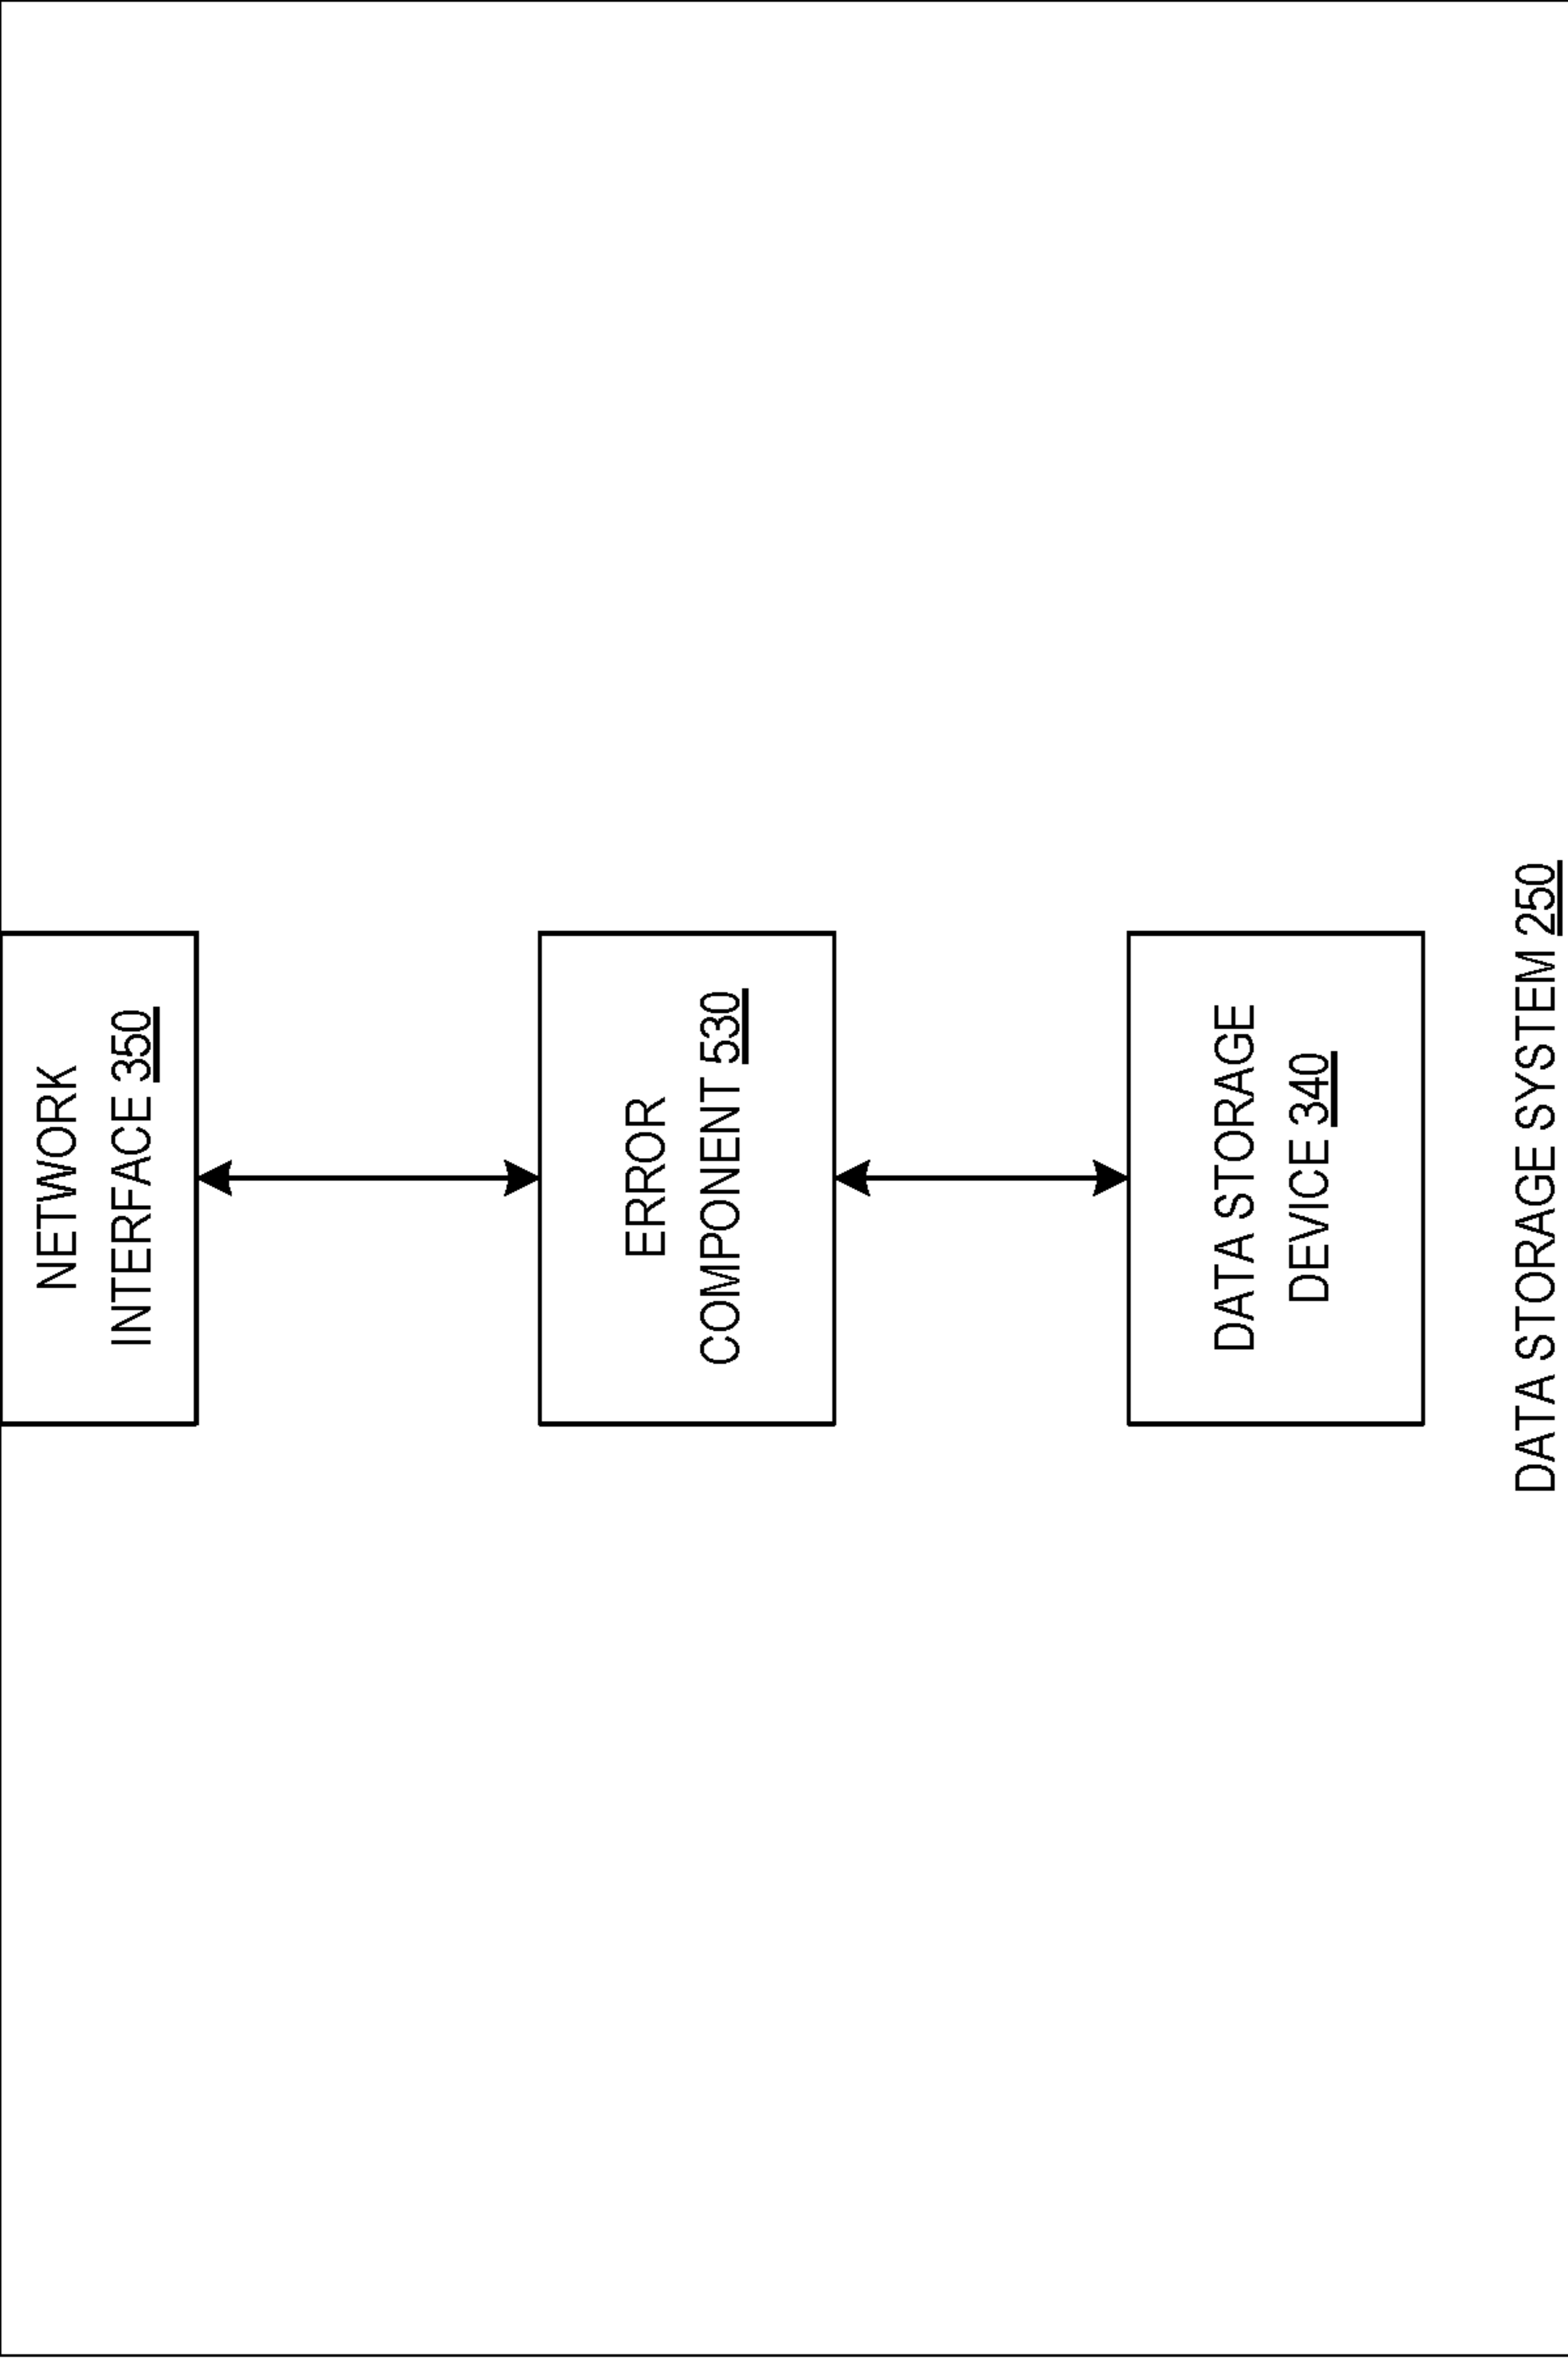 NETWORK
INTERFACE 350
ERROR
COMPONENT 530
DATA STORAGE
DEVICE 340
DATA STORAGE SYSTEM 250